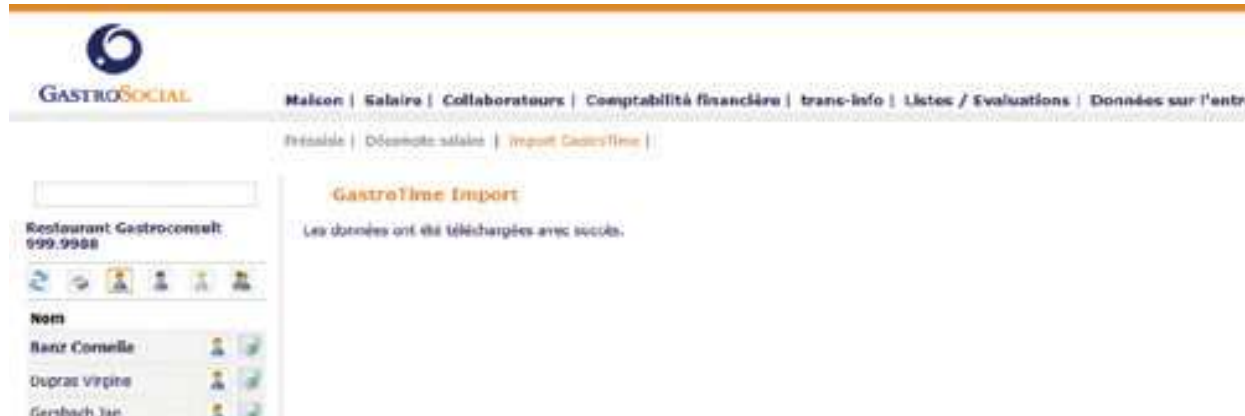 GASTROSOCIAL
Maison | Salaire | Collaborateurs | Comptabilité financière | trans-info | Listes / Evaluations | Données sur l'entr
Présaisie | Décompte salaire | Import GastroTime |
GastroTime Import
Restaurant Gastroconsult
999.9988
Les données ont été téléchargées avec succès.
Nom
Banz Cornelia
Dupras Virgine
Gersbach Jan